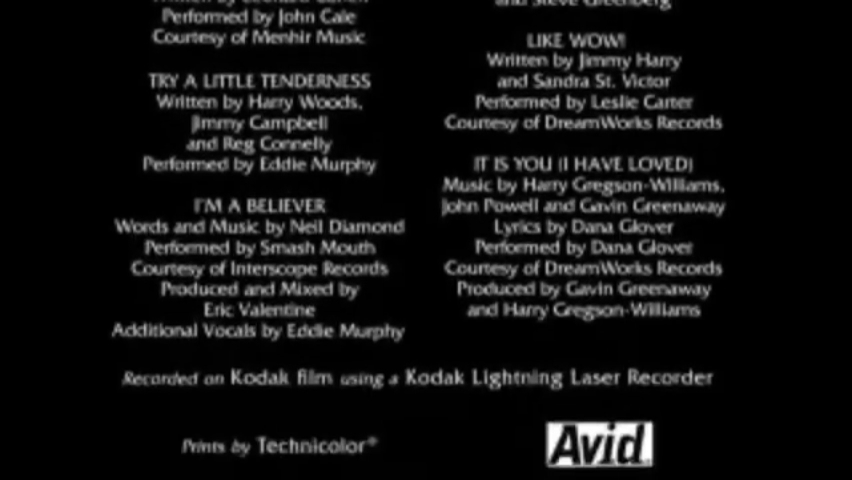 Performed by John Cale
Courtesy of Menhir Music
TRY A LITTLE TENDERNESS
Written by Harry Woods,
Jimmy Campbell
and Reg Connelly
Performed by Eddie Murphy
I'M A BELIEVER
Words and Music by Neil Diamond
Performed by Smash Mouth
Courtesy of Interscope Records
Produced and Mixed by
Eric Valentine
Additional Vocals by Eddie Murphy
and Steve Greenberg
LIKE WOW!
Written by Jimmy Harry
and Sandra St. Victor
Performed by Leslie Carter
Courtesy of DreamWorks Records
IT IS YOU (I HAVE LOVED)
Music by Harry Gregson-Williams,
John Powell and Gavin Greenaway
Lyrics by Dana Glover
Performed by Dana Glover
Courtesy of DreamWorks Records
Produced by Gavin Greenaway
and Harry Gregson-Williams
Recorded on Kodak film using a Kodak Lightning Laser Recorder
Prints by Technicolor®
Avid